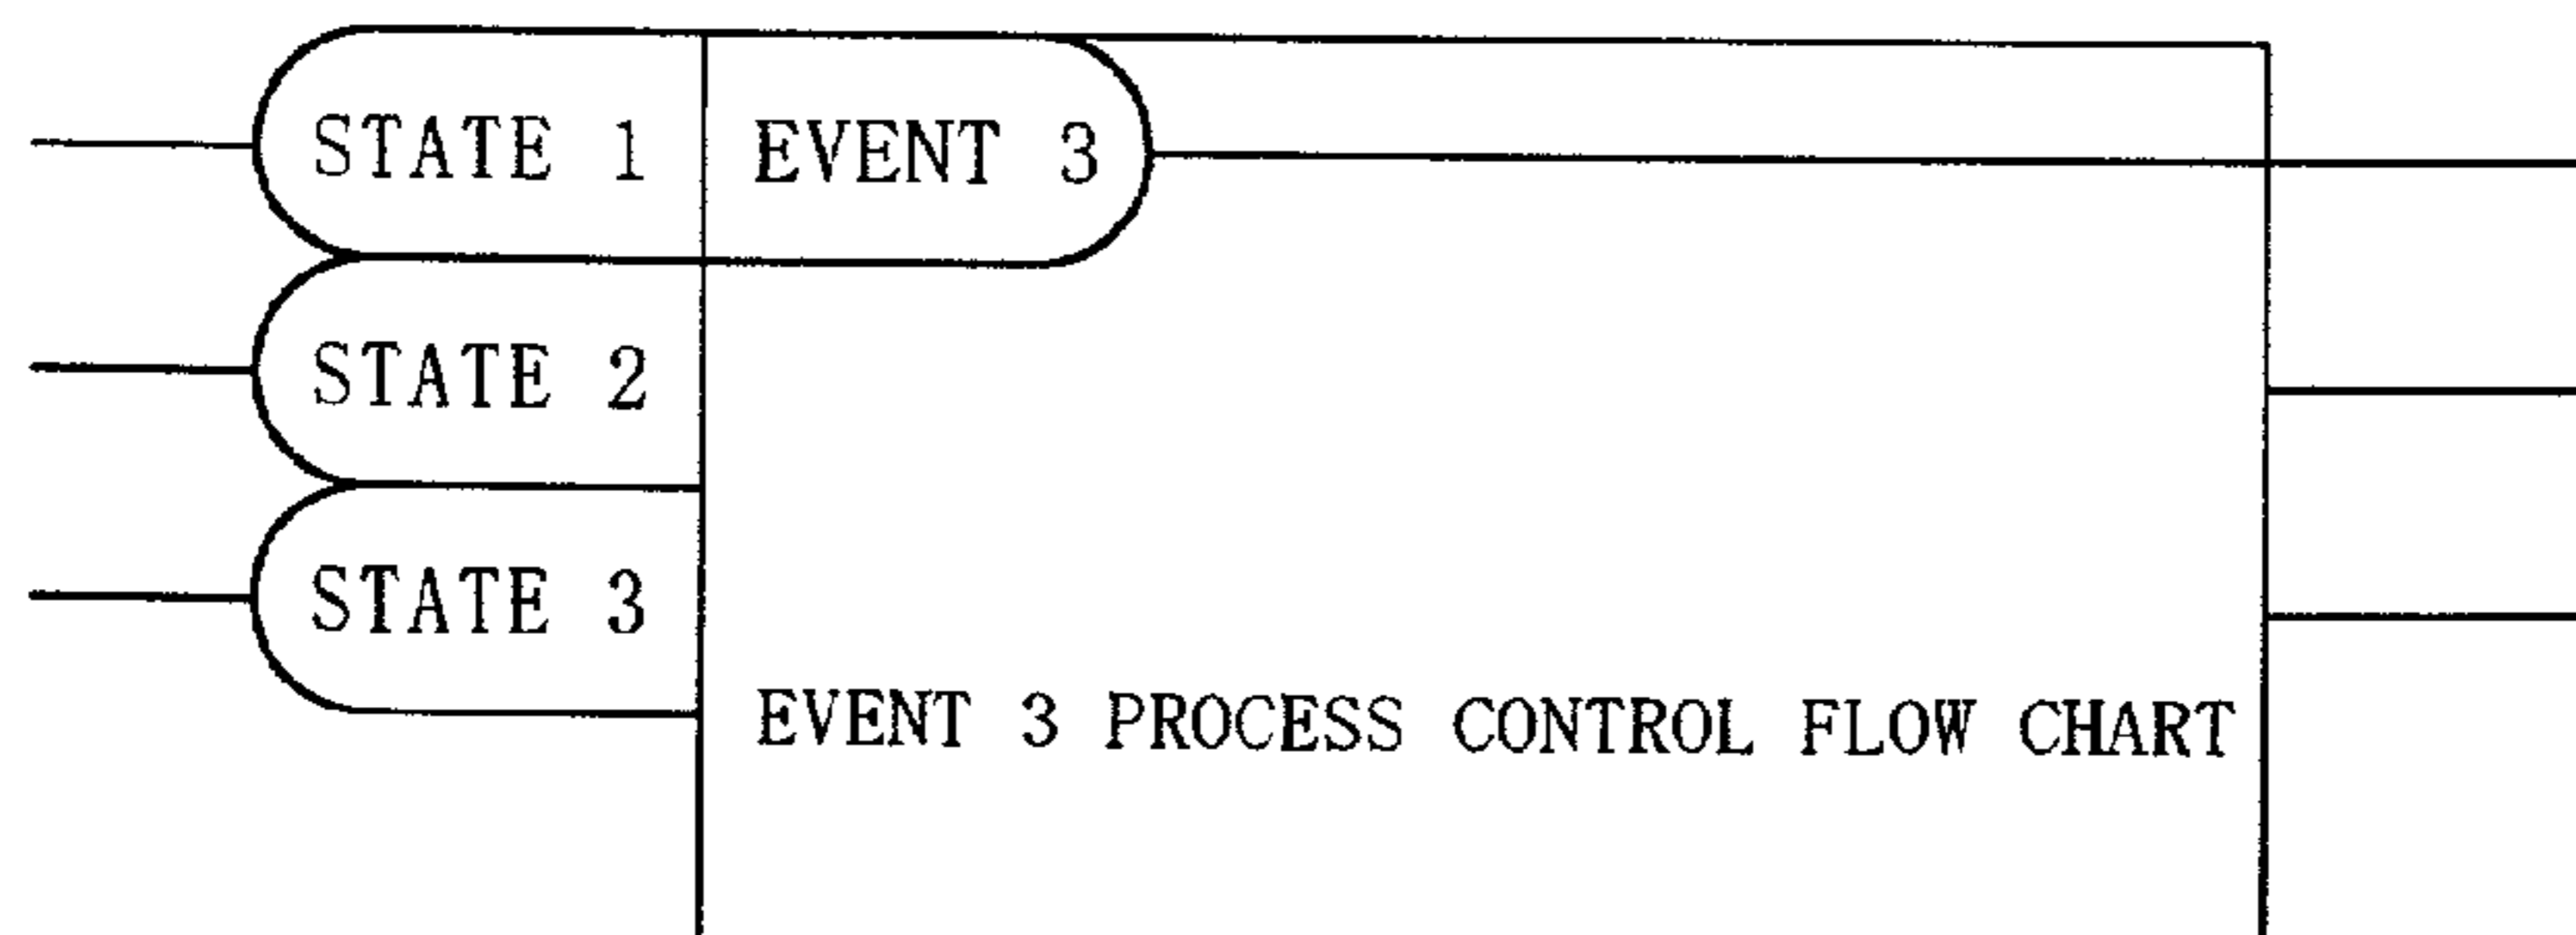 STATE 1 EVENT 3
STATE 2
STATE 3
EVENT 3 PROCESS CONTROL FLOW CHART